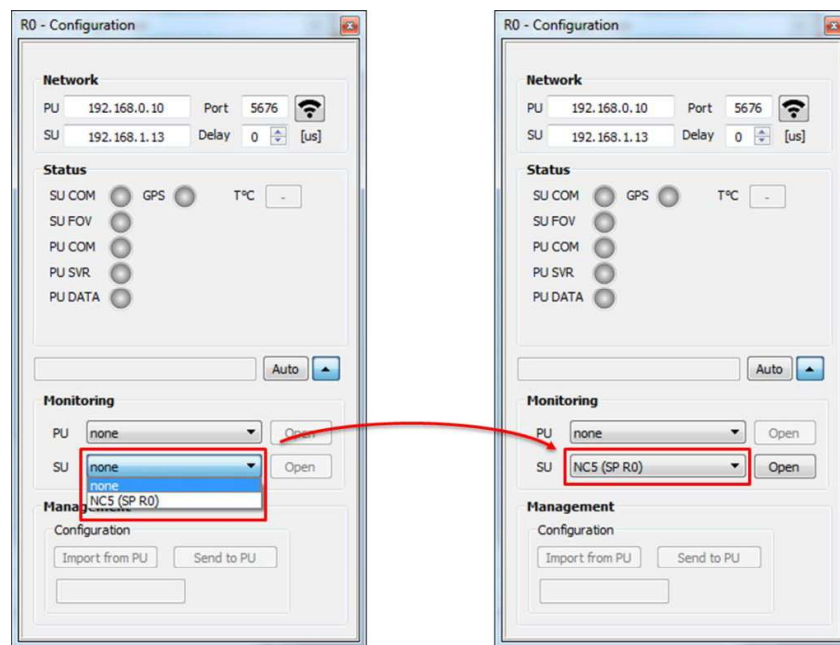 R0 - Configuration
Network
PU 192.168.0.10 Port 5676
SU 192.168.1.13 Delay 0 [us]
Status
SU COM GPS T°C -
SU FOV
PU COM
PU SVR
PU DATA
Auto
Monitoring
PU none Open
SU none Open
none
NC5 (SP R0)
Management
Configuration
Import from PU Send to PU
R0 - Configuration
Network
PU 192.168.0.10 Port 5676
SU 192.168.1.13 Delay 0 [us]
Status
SU COM GPS T°C -
SU FOV
PU COM
PU SVR
PU DATA
Auto
Monitoring
PU none Open
SU NC5 (SP R0) Open
Management
Configuration
Import from PU Send to PU